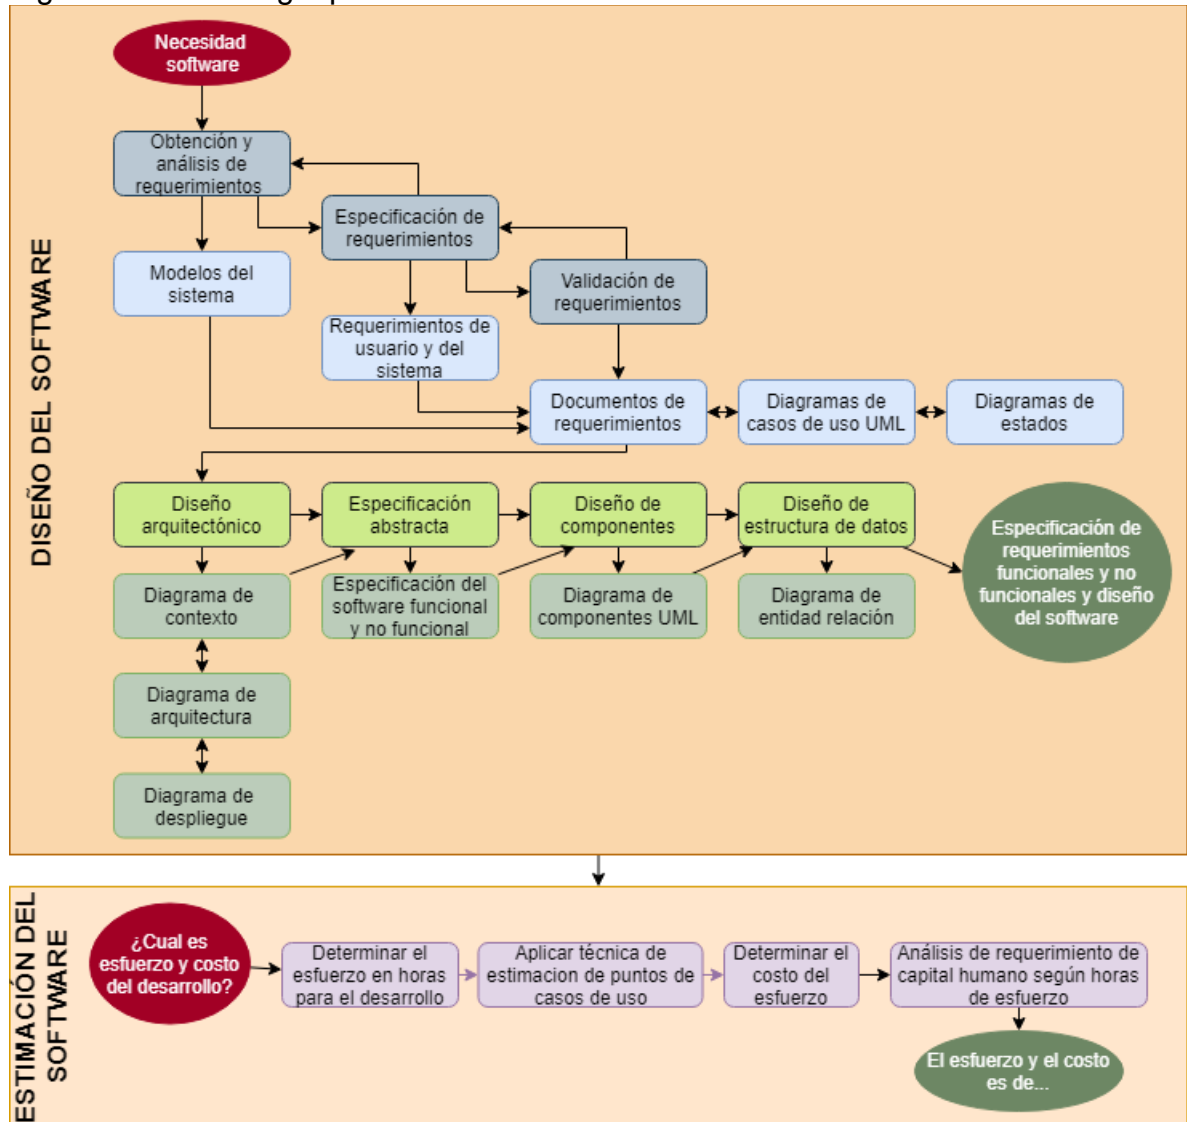 Necesidad
software
Obtención y
análisis de
requerimientos
Especificación de
requerimientos
Modelos del
sistema
Validación de
requerimientos
Requerimientos de
usuario y del
sistema
Documentos de
requerimientos
Diagramas de
casos de uso UML
Diagramas de
estados
DISEÑO DEL SOFTWARE
Diseño
arquitectónico
Especificación
abstracta
Diseño de
componentes
Diseño de
estructura de datos
Especificación de
requerimientos
funcionales y no
funcionales y diseño
del software
Diagrama de
contexto
Especificación del
software funcional
y no funcional
Diagrama de
componentes UML
Diagrama de
entidad relación
Diagrama de
arquitectura
Diagrama de
despliegue
ESTIMACIÓN DEL
SOFTWARE
¿Cual es
esfuerzo y costo
del desarrollo?
Determinar el
esfuerzo en horas
para el desarrollo
Aplicar técnica de
estimacion de puntos de
casos de uso
Determinar el
costo del
esfuerzo
Análisis de requerimiento de
capital humano según horas
de esfuerzo
El esfuerzo y el costo
es de...